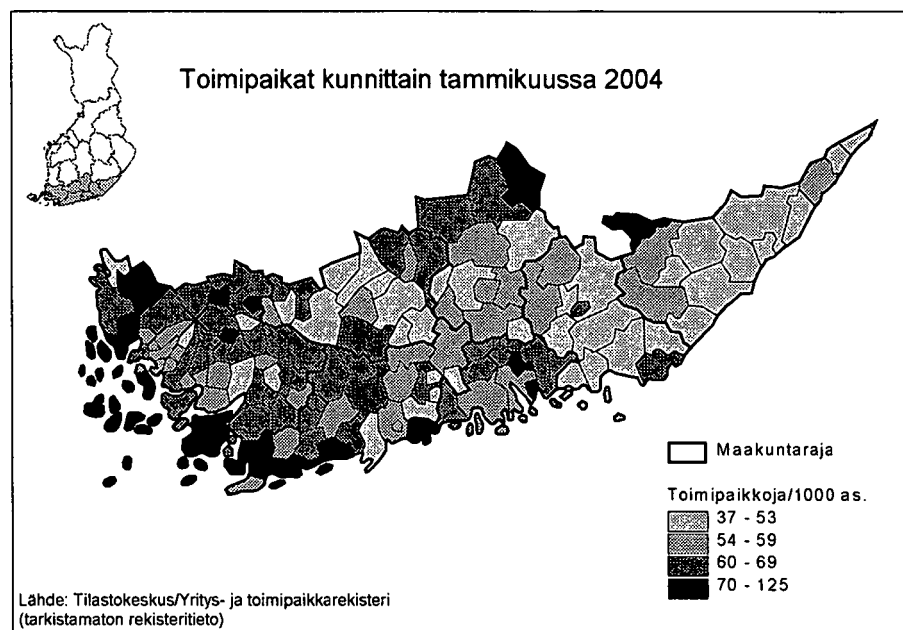 Toimipaikat kunnittain tammikuussa 2004
Maakuntaraja
Toimipaikkoja/1000 as.
37 - 53
54 - 59
60 - 69
70 - 125
Lähde: Tilastokeskus/Yritys- ja toimipaikkarekisteri
(tarkistamaton rekisteritieto)